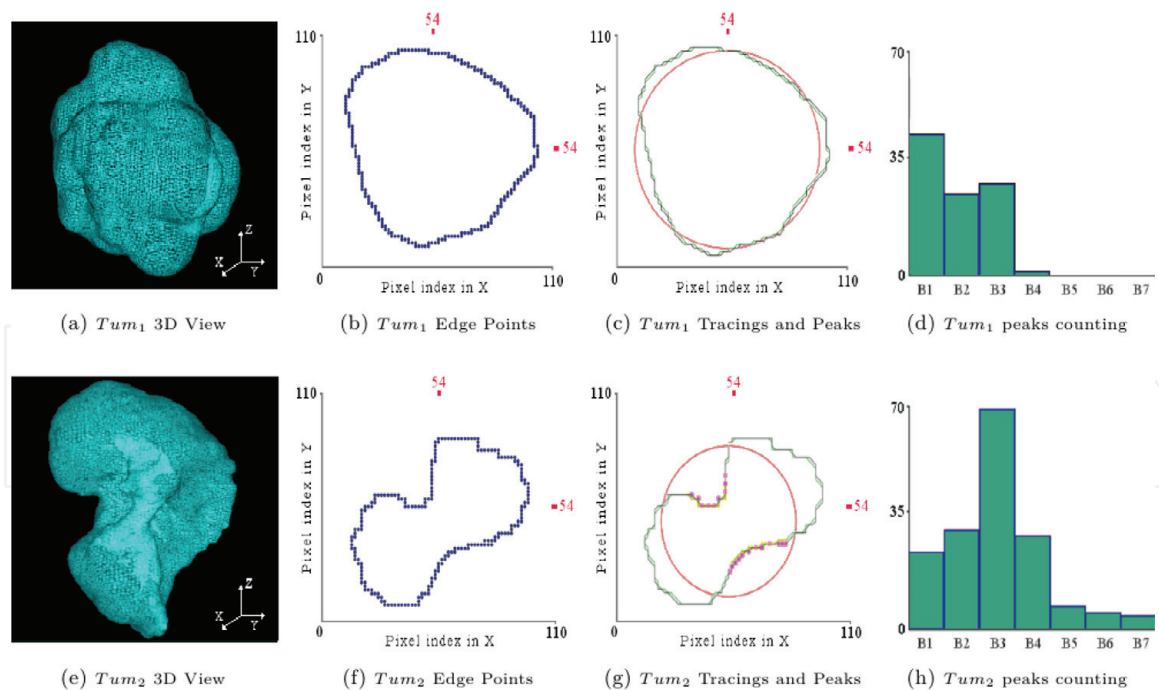 54
54
110
110
70
Z
X
Y
Pixel index in Y
54
Pixel index in Y
54
35
0
110
Pixel index in X
0
110
Pixel index in X
0
B1 B2 B3 B4 B5 B6 B7
(a) Tum1 3D View
(b) Tum1 Edge Points
(c) Tum1 Tracings and Peaks
(d) Tum1 peaks counting
54
54
110
110
70
Z
X
Y
Pixel index in Y
54
Pixel index in Y
54
35
0
110
Pixel index in X
0
110
Pixel index in X
0
B1 B2 B3 B4 B5 B6 B7
(e) Tum2 3D View
(f) Tum2 Edge Points
(g) Tum2 Tracings and Peaks
(h) Tum2 peaks counting